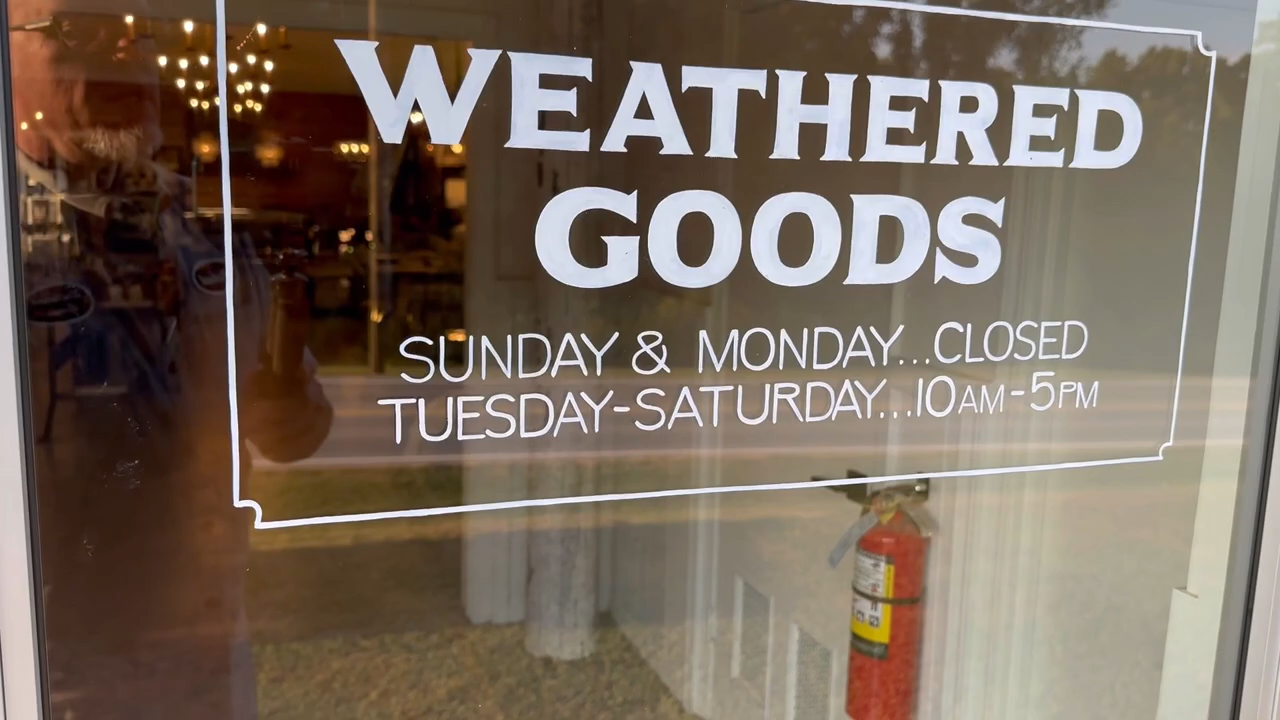 WEATHERED
GOODS
SUNDAY & MONDAY...CLOSED
TUESDAY-SATURDAY...10AM-5PM